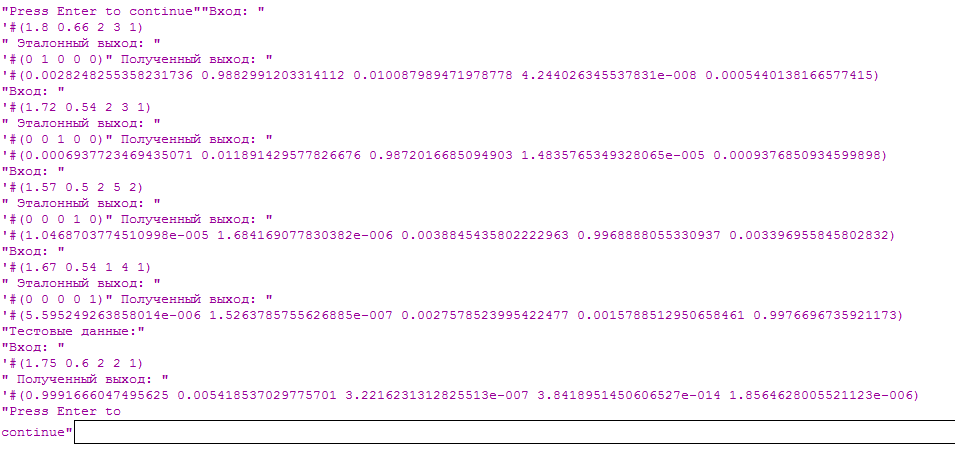 "Press Enter to continue""Вход: "
'#(1.8 0.66 2 3 1)
" Эталонный выход: "
'#(0 1 0 0 0)" Полученный выход: "
'#(0.0028248255358231736 0.9882991203314112 0.010087989471978778 4.244026345537831e-008 0.0005440138166577415)
"Вход: "
'#(1.72 0.54 2 3 1)
" Эталонный выход: "
'#(0 0 1 0 0)" Полученный выход: "
'#(0.0006937723469435071 0.011891429577826676 0.9872016685094903 1.4835765349328065e-005 0.0009376850934599898)
"Вход: "
'#(1.57 0.5 2 5 2)
" Эталонный выход: "
'#(0 0 0 1 0)" Полученный выход: "
'#(1.0468703774510998e-005 1.684169077830382e-006 0.0038845435802222963 0.9968888055330937 0.003396955845802832)
"Вход: "
'#(1.67 0.54 1 4 1)
" Эталонный выход: "
'#(0 0 0 0 1)" Полученный выход: "
'#(5.595249263858014e-006 1.5263785755626885e-007 0.0027578523995422477 0.0015788512950658461 0.9976696735921173)
"Тестовые данные:"
"Вход: "
'#(1.75 0.6 2 2 1)
" Полученный выход: "
'#(0.9991666047495625 0.005418537029775701 3.2216231312825513e-007 3.8418951450606527e-014 1.8564628005521123e-006)
"Press Enter to
continue"